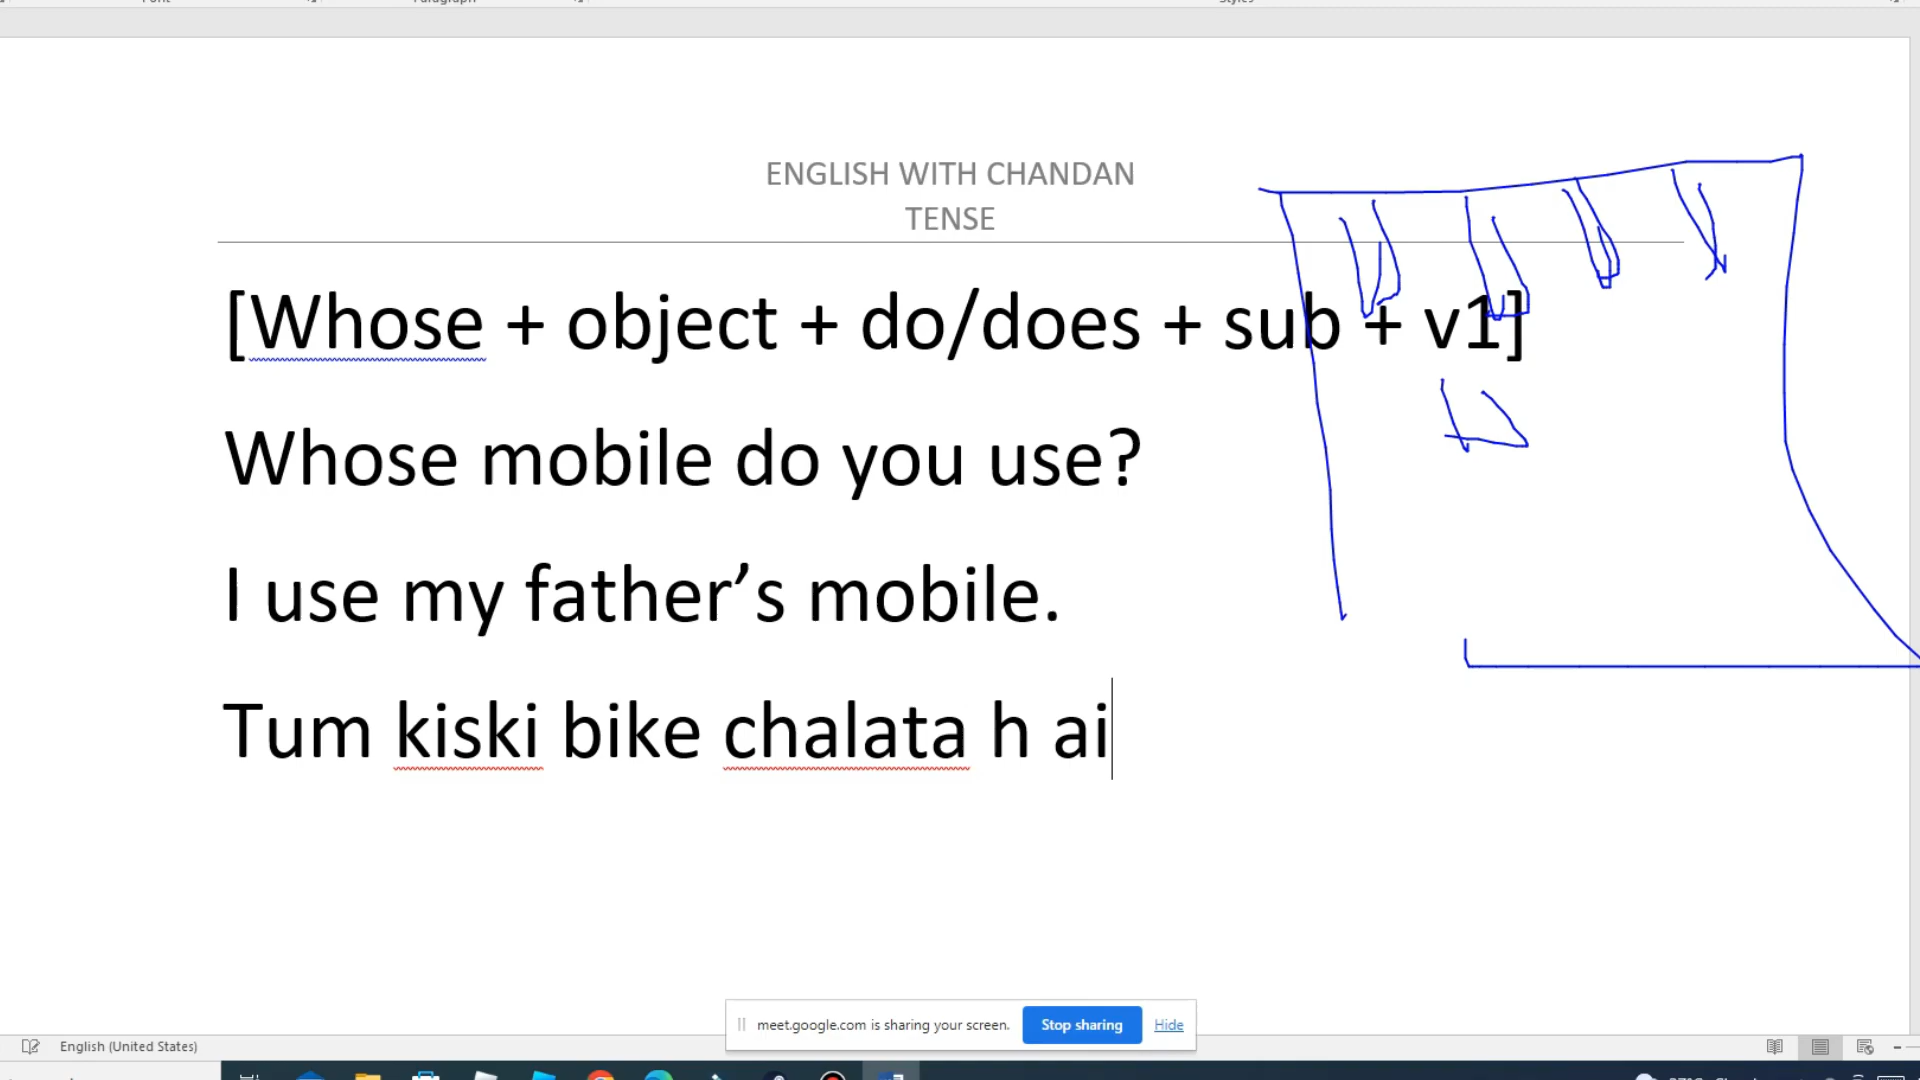 ENGLISH WITH CHANDAN
TENSE
[Whose + object + do/does + sub + v1]
Whose mobile do you use?
I use my father’s mobile.
Tum kiski bike chalata h ai
meet.google.com is sharing your screen. Stop sharing Hide
English (United States)